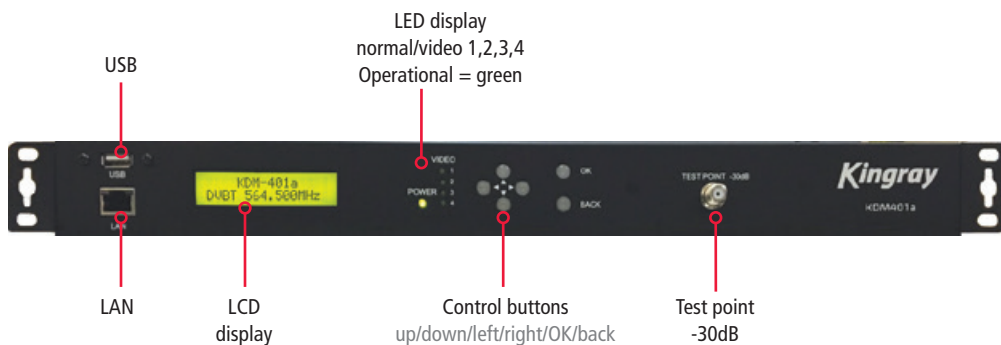 LED display
normal/video 1,2,3,4
Operational = green
USB
VIDEO
1
2
3
4
POWER
USB
LAN
KDM-401a
DVBT 564.500MHz
OK
BACK
TEST POINT -30dB
Kingray
KDM401a
LAN
LCD
display
Control buttons
up/down/left/right/OK/back
Test point
-30dB